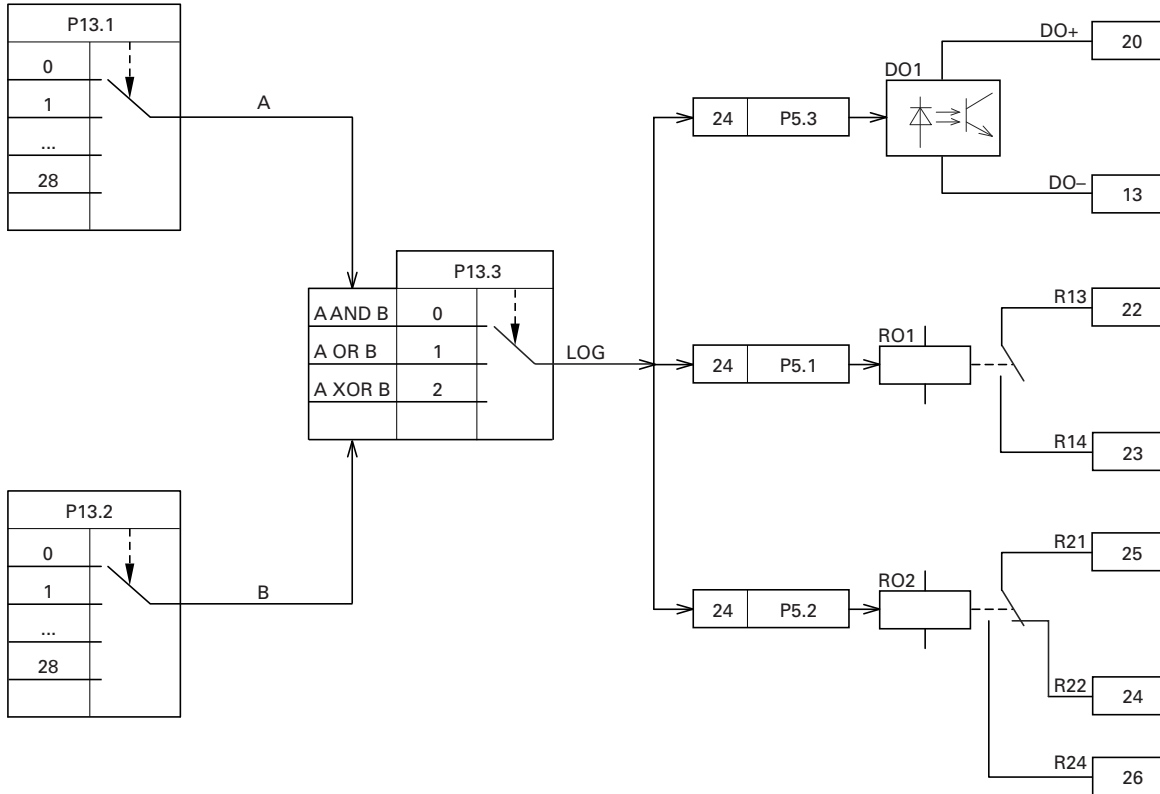 P13.1
0
1
...
28
A
P13.3
A AND B 0
A OR B 1
A XOR B 2
LOG
P13.2
0
1
...
28
B
24 P5.3
DO1
DO+
20
DO–
13
24 P5.1
RO1
R13
22
R14
23
24 P5.2
RO2
R21
25
R22
24
R24
26